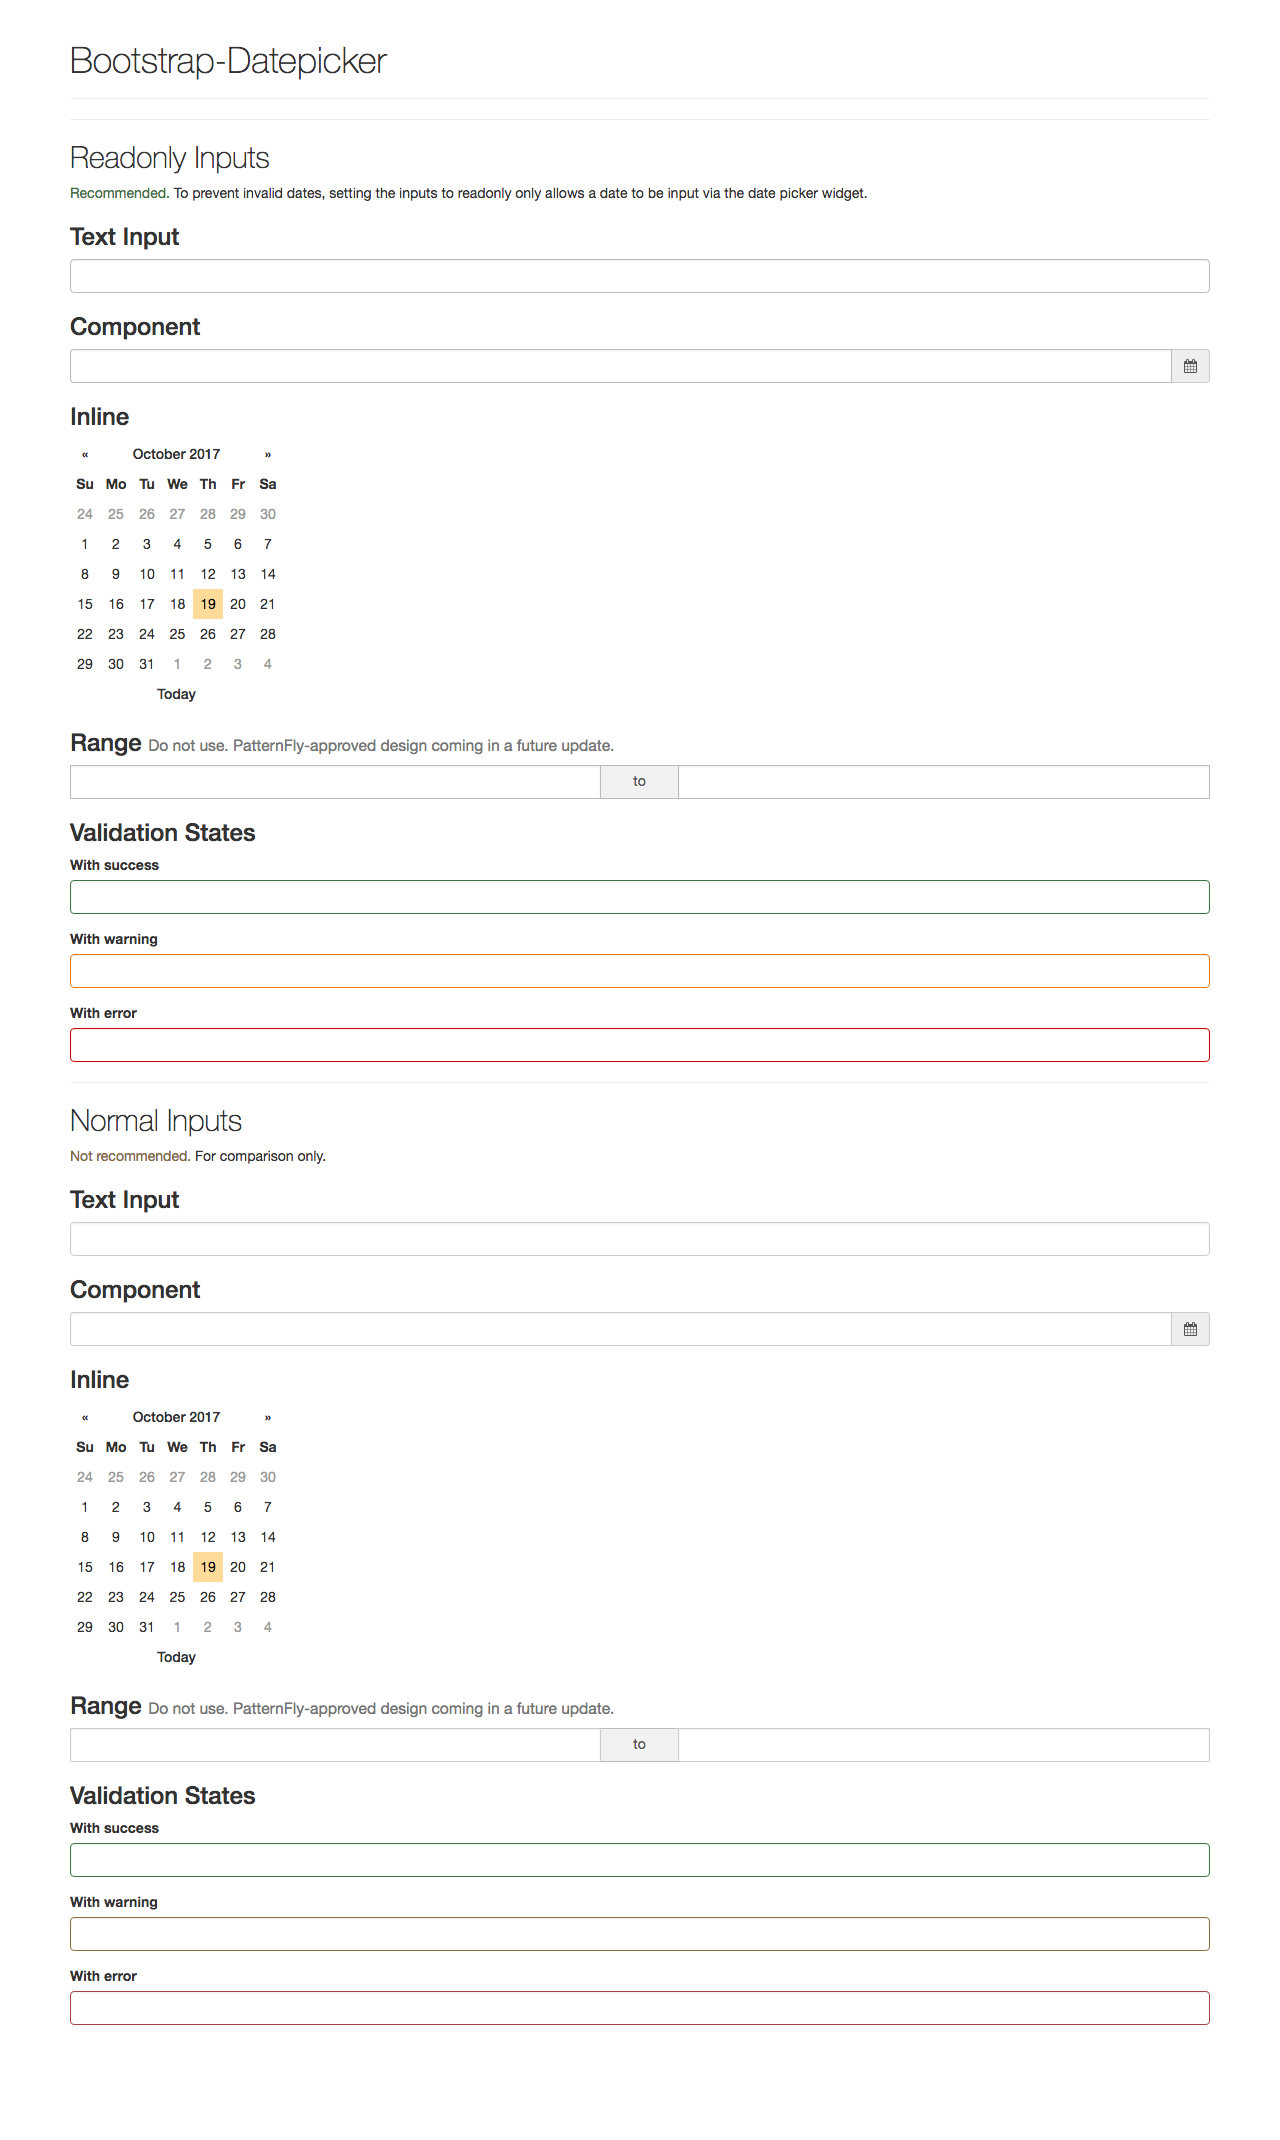 Bootstrap-Datepicker
Readonly Inputs
Recommended. To prevent invalid dates, setting the inputs to readonly only allows a date to be input via the date picker widget.
Text Input
Component
Inline
« October 2017 »
Su Mo Tu We Th Fr Sa
24 25 26 27 28 29 30
1 2 3 4 5 6 7
8 9 10 11 12 13 14
15 16 17 18 19 20 21
22 23 24 25 26 27 28
29 30 31 1 2 3 4
Today
Range Do not use. PatternFly-approved design coming in a future update.
to
Validation States
With success
With warning
With error
Normal Inputs
Not recommended. For comparison only.
Text Input
Component
Inline
« October 2017 »
Su Mo Tu We Th Fr Sa
24 25 26 27 28 29 30
1 2 3 4 5 6 7
8 9 10 11 12 13 14
15 16 17 18 19 20 21
22 23 24 25 26 27 28
29 30 31 1 2 3 4
Today
Range Do not use. PatternFly-approved design coming in a future update.
to
Validation States
With success
With warning
With error